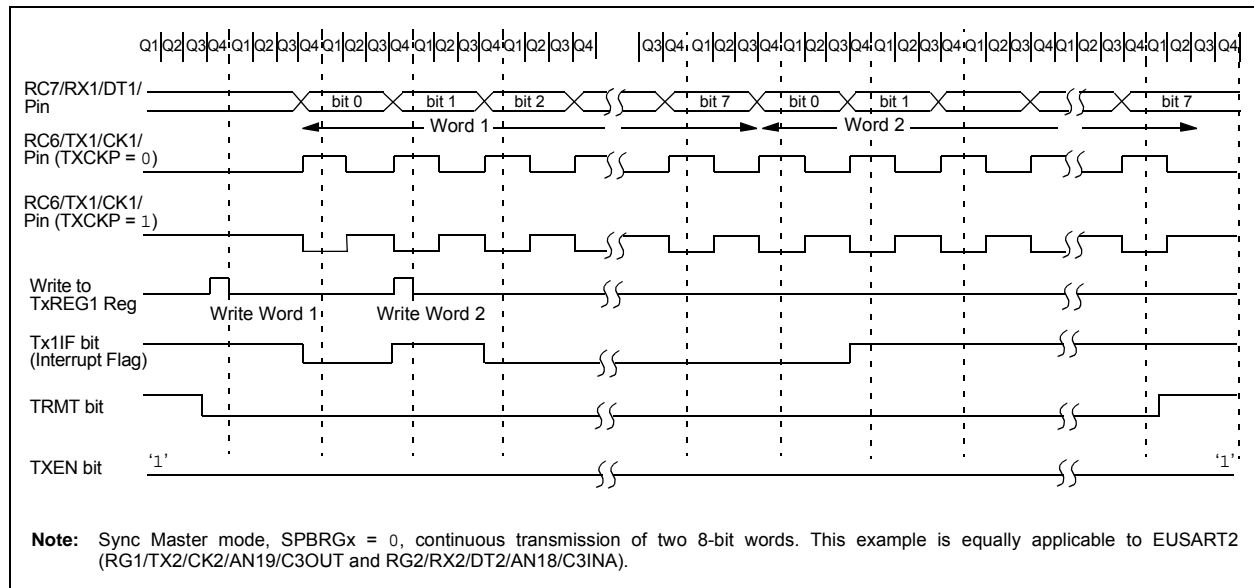 Q1 Q2 Q3 Q4 Q1 Q2 Q3 Q4 Q1 Q2 Q3 Q4 Q1 Q2 Q3 Q4 Q1 Q2 Q3 Q4 Q3 Q4 Q1 Q2 Q3 Q4 Q1 Q2 Q3 Q4 Q1 Q2 Q3 Q4 Q1 Q2 Q3 Q4 Q1 Q2 Q3 Q4 Q1 Q2 Q3 Q4
RC7/RX1/DT1/
Pin
bit 0 bit 1 bit 2 bit 7 bit 0 bit 1 bit 7
Word 1 Word 2
RC6/TX1/CK1/
Pin (TXCKP = 0)
RC6/TX1/CK1/
Pin (TXCKP = 1)
Write to
TxREG1 Reg
Write Word 1 Write Word 2
Tx1IF bit
(Interrupt Flag)
TRMT bit
TXEN bit
‘1’ ‘1’
Note: Sync Master mode, SPBRGx = 0, continuous transmission of two 8-bit words. This example is equally applicable to EUSART2
(RG1/TX2/CK2/AN19/C3OUT and RG2/RX2/DT2/AN18/C3INA).